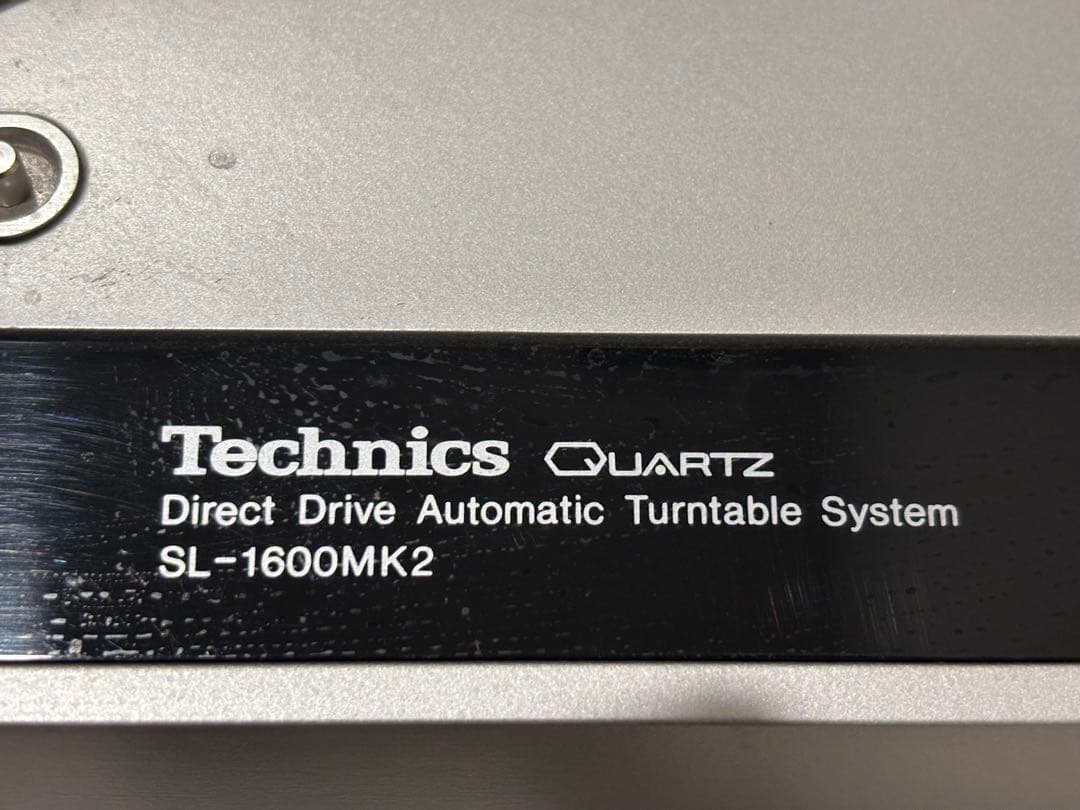 Technics QUARTZ
Direct Drive Automatic Turntable System
SL-1600MK2